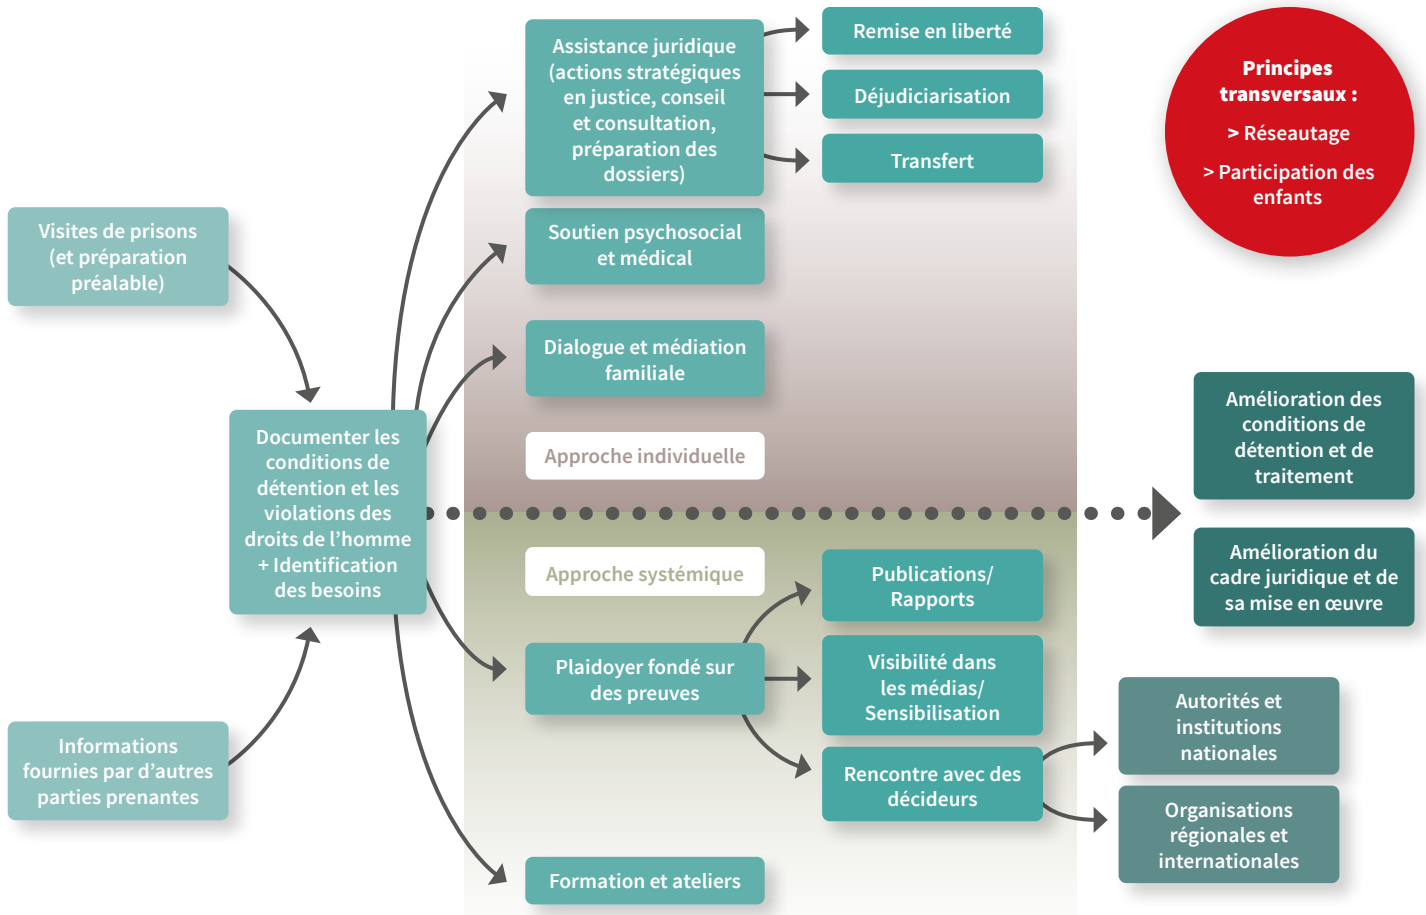 Visites de prisons
(et préparation
préalable)
Informations
fournies par d’autres
parties prenantes
Documenter les
conditions de
détention et les
violations des
droits de l’homme
+ Identification
des besoins
Assistance juridique
(actions stratégiques
en justice, conseil
et consultation,
préparation des
dossiers)
Remise en liberté
Déjudiciarisation
Transfert
Soutien psychosocial
et médical
Dialogue et médiation
familiale
Approche individuelle
Approche systémique
Plaidoyer fondé sur
des preuves
Publications/
Rapports
Visibilité dans
les médias/
Sensibilisation
Rencontre avec des
décideurs
Autorités et
institutions
nationales
Organisations
régionales et
internationales
Formation et ateliers
Principes
transversaux :
> Réseautage
> Participation des
enfants
Amélioration des
conditions de
détention et de
traitement
Amélioration du
cadre juridique et de
sa mise en œuvre